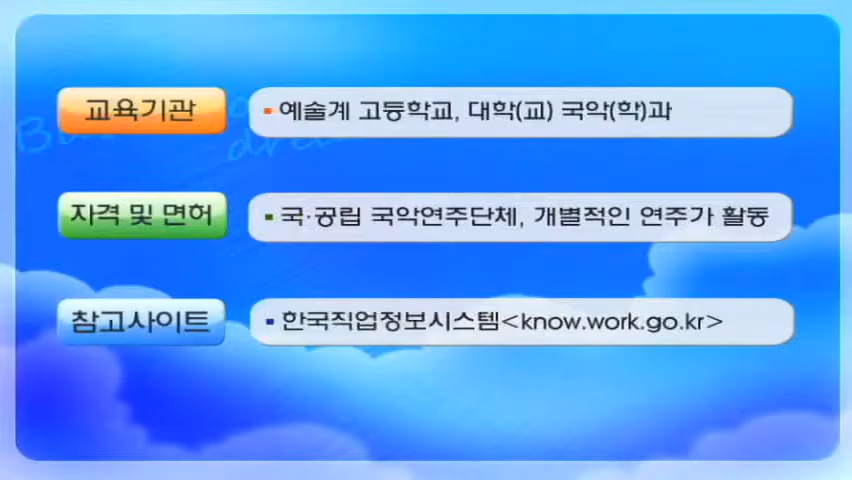 교육기관
▪ 예술계 고등학교, 대학(교) 국악(학)과
자격 및 면허
▪ 국·공립 국악연주단체, 개별적인 연주가 활동
참고사이트
▪ 한국직업정보시스템<know.work.go.kr>